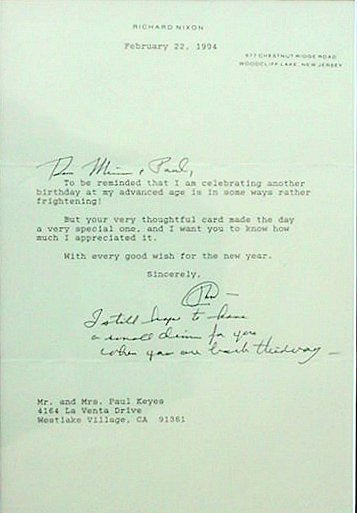 RICHARD NIXON
February 22, 1994
577 CHESTNUT RIDGE ROAD
WOODCLIFF LAKE, NEW JERSEY
Paul,
To be reminded that I am celebrating another
birthday at my advanced age is in some ways rather
frightening!
But your very thoughtful card made the day
a very special one, and I want you to know how
much I appreciated it.
With every good wish for the new year.
Sincerely,
I still hope to have
a small dinner for you
when you are back this way —
Mr. and Mrs. Paul Keyes
4164 La Venta Drive
Westlake Village, CA 91361